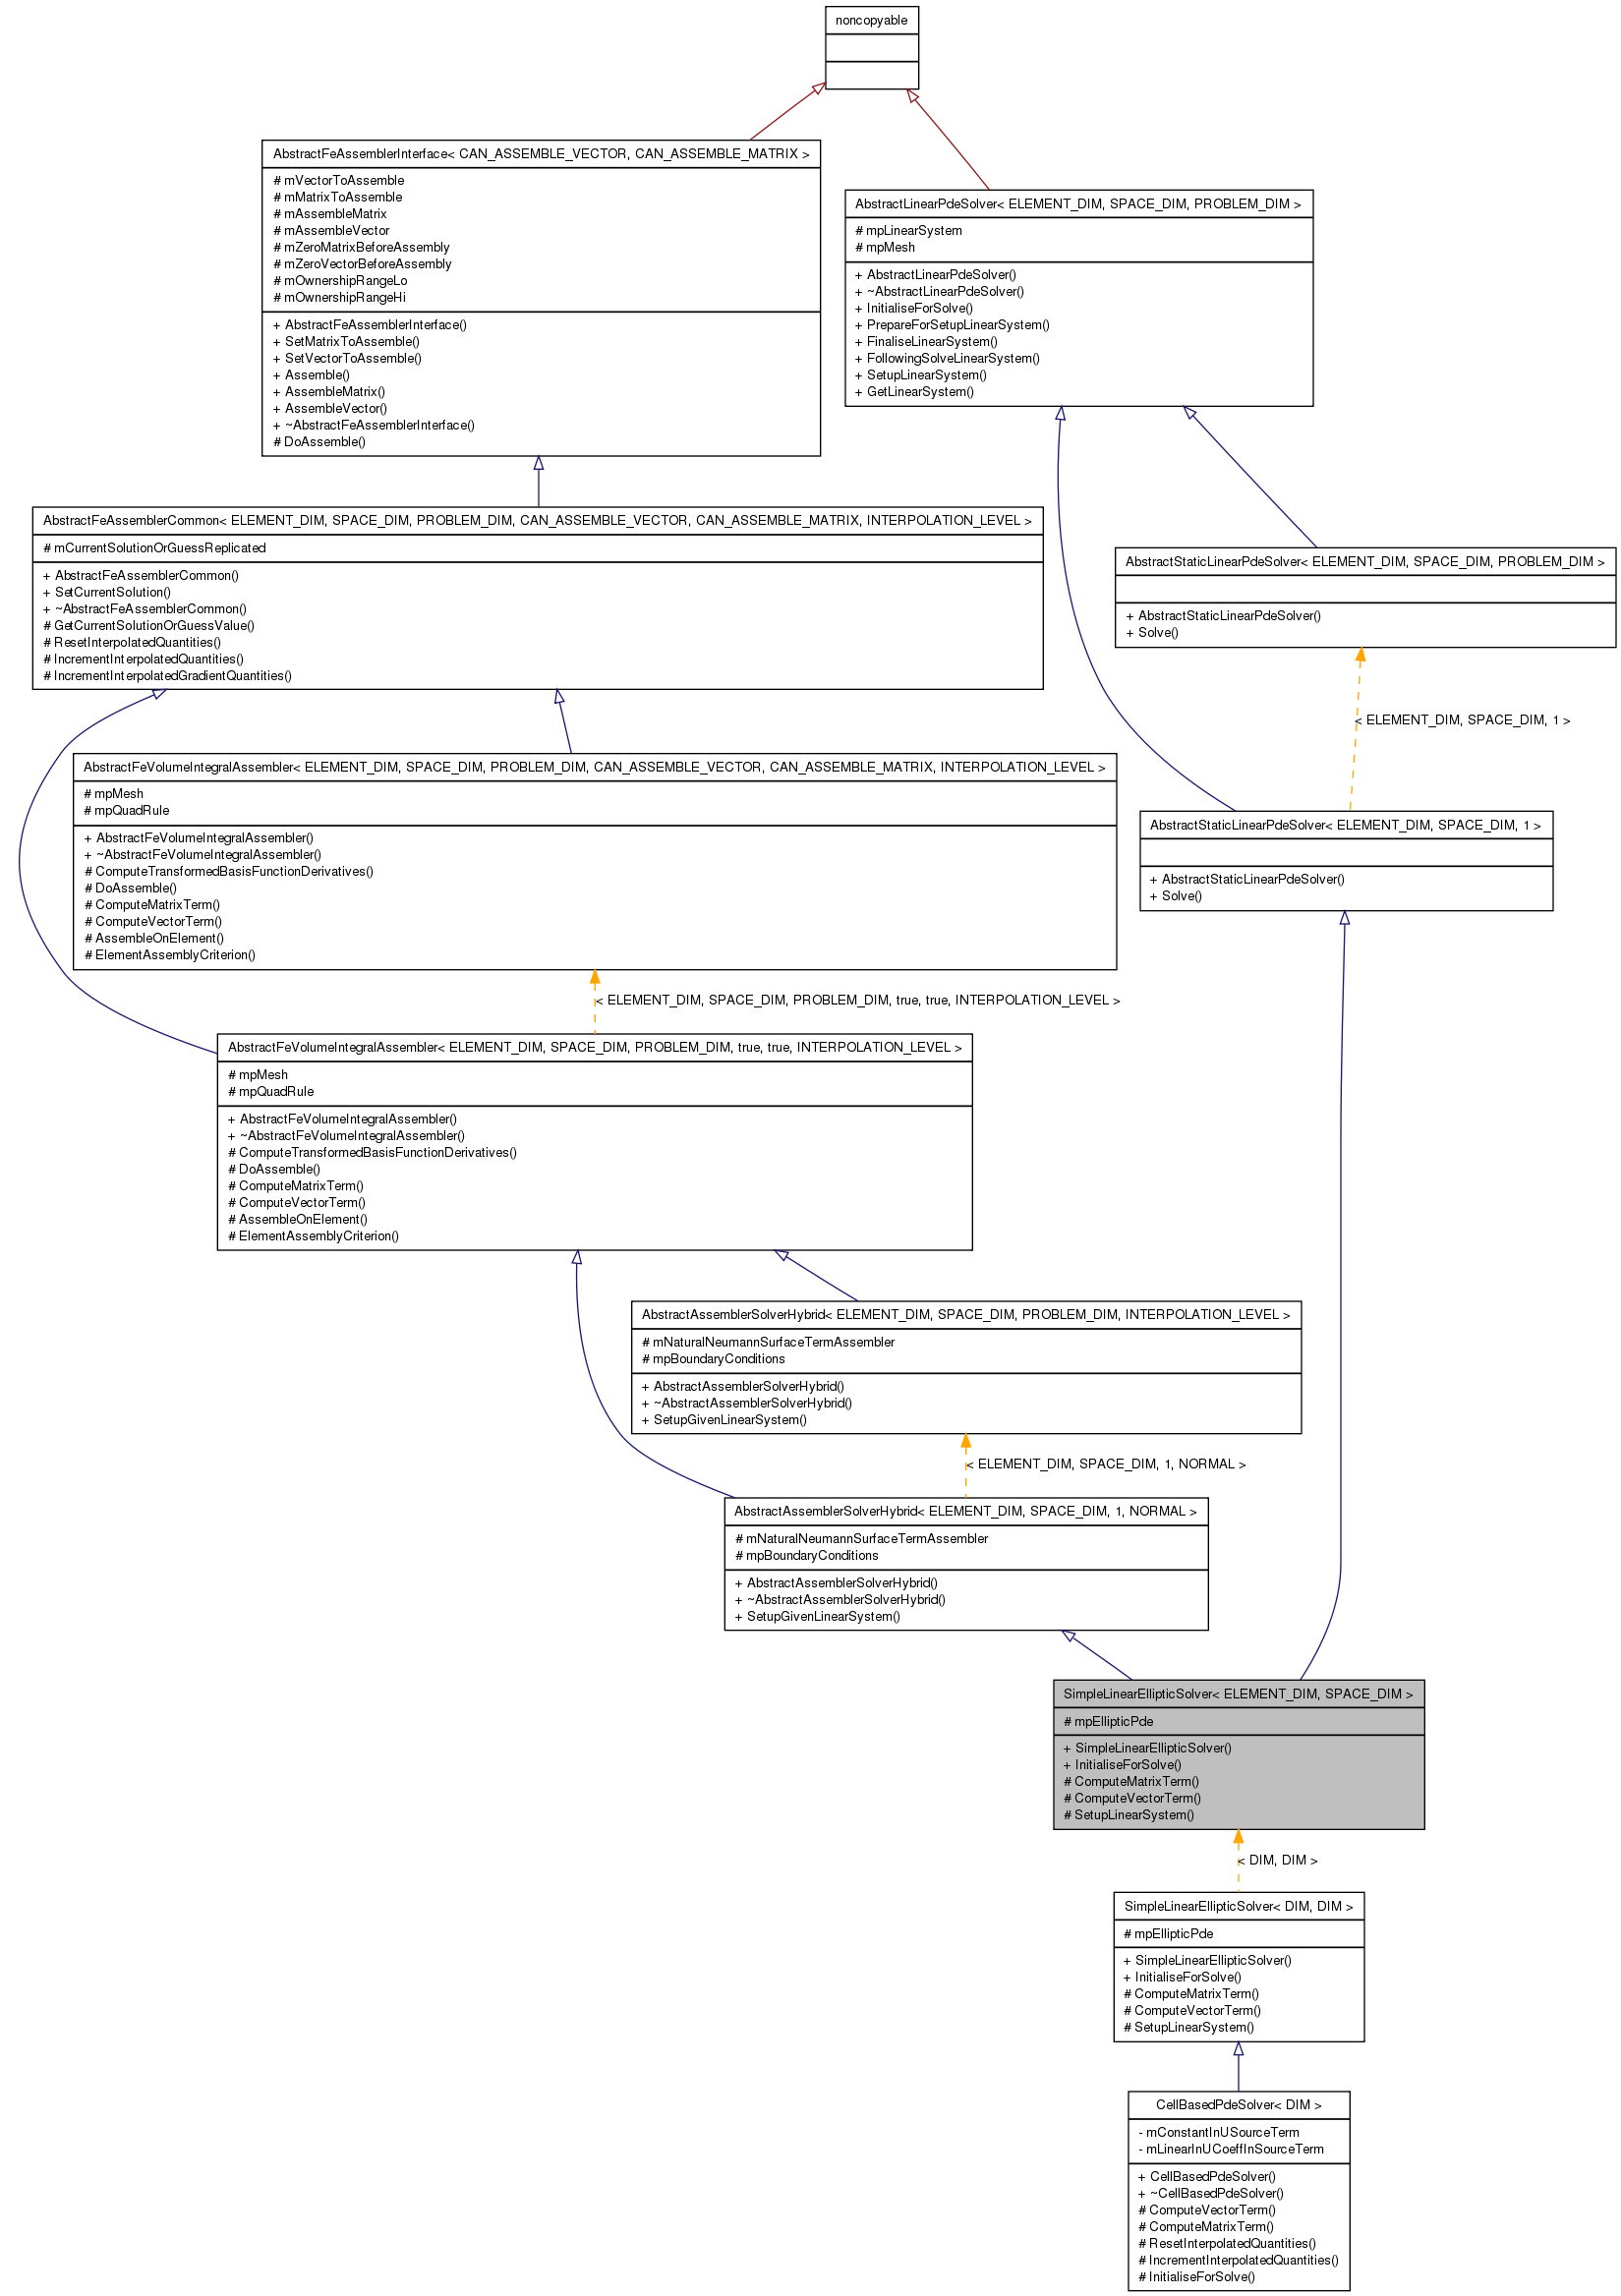 noncopyable
AbstractFeAssemblerInterface< CAN_ASSEMBLE_VECTOR, CAN_ASSEMBLE_MATRIX >
# mVectorToAssemble
# mMatrixToAssemble
# mAssembleMatrix
# mAssembleVector
# mZeroMatrixBeforeAssembly
# mZeroVectorBeforeAssembly
# mOwnershipRangeLo
# mOwnershipRangeHi
+ AbstractFeAssemblerInterface()
+ SetMatrixToAssemble()
+ SetVectorToAssemble()
+ Assemble()
+ AssembleMatrix()
+ AssembleVector()
+ ~AbstractFeAssemblerInterface()
# DoAssemble()
AbstractLinearPdeSolver< ELEMENT_DIM, SPACE_DIM, PROBLEM_DIM >
# mpLinearSystem
# mpMesh
+ AbstractLinearPdeSolver()
+ ~AbstractLinearPdeSolver()
+ InitialiseForSolve()
+ PrepareForSetupLinearSystem()
+ FinaliseLinearSystem()
+ FollowingSolveLinearSystem()
+ SetupLinearSystem()
+ GetLinearSystem()
AbstractFeAssemblerCommon< ELEMENT_DIM, SPACE_DIM, PROBLEM_DIM, CAN_ASSEMBLE_VECTOR, CAN_ASSEMBLE_MATRIX, INTERPOLATION_LEVEL >
# mCurrentSolutionOrGuessReplicated
+ AbstractFeAssemblerCommon()
+ SetCurrentSolution()
+ ~AbstractFeAssemblerCommon()
# GetCurrentSolutionOrGuessValue()
# ResetInterpolatedQuantities()
# IncrementInterpolatedQuantities()
# IncrementInterpolatedGradientQuantities()
AbstractStaticLinearPdeSolver< ELEMENT_DIM, SPACE_DIM, PROBLEM_DIM >
+ AbstractStaticLinearPdeSolver()
+ Solve()
< ELEMENT_DIM, SPACE_DIM, 1 >
AbstractFeVolumeIntegralAssembler< ELEMENT_DIM, SPACE_DIM, PROBLEM_DIM, CAN_ASSEMBLE_VECTOR, CAN_ASSEMBLE_MATRIX, INTERPOLATION_LEVEL >
# mpMesh
# mpQuadRule
+ AbstractFeVolumeIntegralAssembler()
+ ~AbstractFeVolumeIntegralAssembler()
# ComputeTransformedBasisFunctionDerivatives()
# DoAssemble()
# ComputeMatrixTerm()
# ComputeVectorTerm()
# AssembleOnElement()
# ElementAssemblyCriterion()
AbstractStaticLinearPdeSolver< ELEMENT_DIM, SPACE_DIM, 1 >
+ AbstractStaticLinearPdeSolver()
+ Solve()
< ELEMENT_DIM, SPACE_DIM, PROBLEM_DIM, true, true, INTERPOLATION_LEVEL >
AbstractFeVolumeIntegralAssembler< ELEMENT_DIM, SPACE_DIM, PROBLEM_DIM, true, true, INTERPOLATION_LEVEL >
# mpMesh
# mpQuadRule
+ AbstractFeVolumeIntegralAssembler()
+ ~AbstractFeVolumeIntegralAssembler()
# ComputeTransformedBasisFunctionDerivatives()
# DoAssemble()
# ComputeMatrixTerm()
# ComputeVectorTerm()
# AssembleOnElement()
# ElementAssemblyCriterion()
AbstractAssemblerSolverHybrid< ELEMENT_DIM, SPACE_DIM, PROBLEM_DIM, INTERPOLATION_LEVEL >
# mNaturalNeumannSurfaceTermAssembler
# mpBoundaryConditions
+ AbstractAssemblerSolverHybrid()
+ ~AbstractAssemblerSolverHybrid()
+ SetupGivenLinearSystem()
< ELEMENT_DIM, SPACE_DIM, 1, NORMAL >
AbstractAssemblerSolverHybrid< ELEMENT_DIM, SPACE_DIM, 1, NORMAL >
# mNaturalNeumannSurfaceTermAssembler
# mpBoundaryConditions
+ AbstractAssemblerSolverHybrid()
+ ~AbstractAssemblerSolverHybrid()
+ SetupGivenLinearSystem()
SimpleLinearEllipticSolver< ELEMENT_DIM, SPACE_DIM >
# mpEllipticPde
+ SimpleLinearEllipticSolver()
+ InitialiseForSolve()
# ComputeMatrixTerm()
# ComputeVectorTerm()
# SetupLinearSystem()
< DIM, DIM >
SimpleLinearEllipticSolver< DIM, DIM >
# mpEllipticPde
+ SimpleLinearEllipticSolver()
+ InitialiseForSolve()
# ComputeMatrixTerm()
# ComputeVectorTerm()
# SetupLinearSystem()
CellBasedPdeSolver< DIM >
- mConstantInUSourceTerm
- mLinearInUCoeffInSourceTerm
+ CellBasedPdeSolver()
+ ~CellBasedPdeSolver()
# ComputeVectorTerm()
# ComputeMatrixTerm()
# ResetInterpolatedQuantities()
# IncrementInterpolatedQuantities()
# InitialiseForSolve()